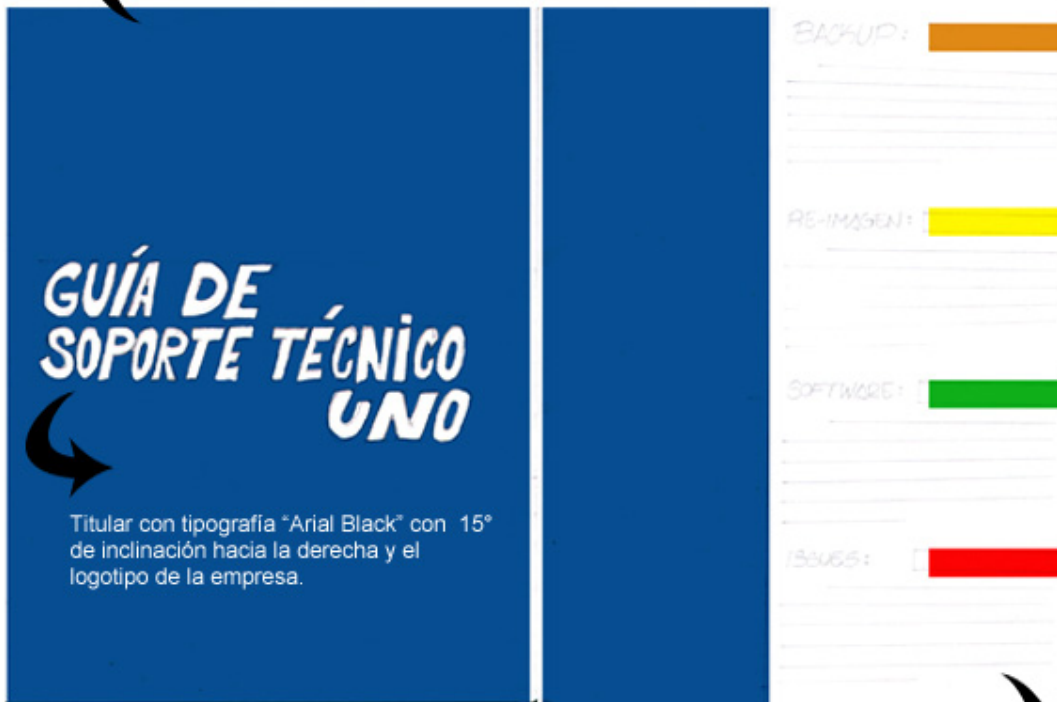 GUÍA DE
SOPORTE TÉCNICO
UNO
Titular con tipografía “Arial Black” con 15°
de inclinación hacia la derecha y el
logotipo de la empresa.
BACKUP:
RE-IMAGEN:
SOFTWARE:
ISSUES: